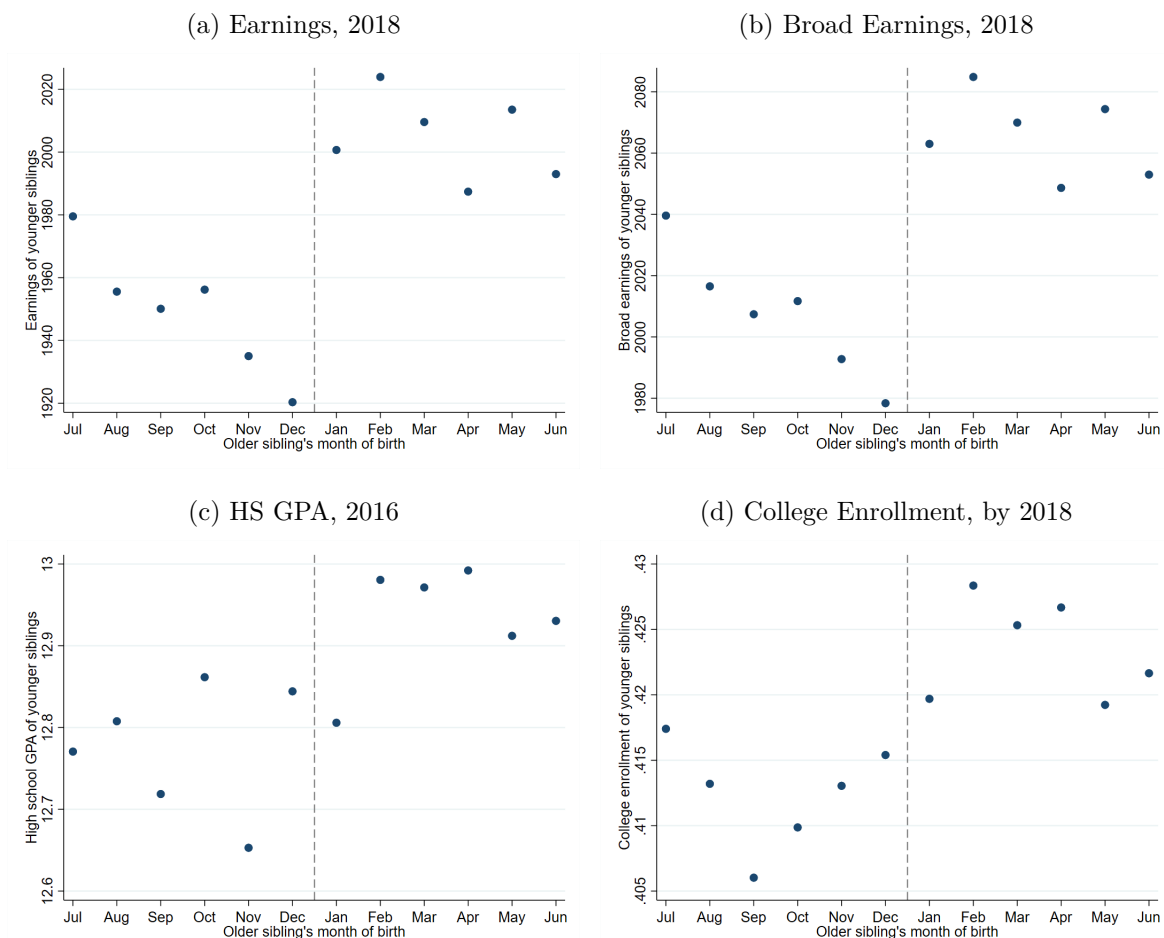 (a) Earnings, 2018
Earnings of younger siblings
2020
2000
1980
1960
1940
1920
Jul Aug Sep Oct Nov Dec Jan Feb Mar Apr May Jun
Older sibling's month of birth
(b) Broad Earnings, 2018
Broad earnings of younger siblings
2080
2060
2040
2020
2000
1980
Jul Aug Sep Oct Nov Dec Jan Feb Mar Apr May Jun
Older sibling's month of birth
(c) HS GPA, 2016
High school GPA of younger siblings
13
12.9
12.8
12.7
12.6
Jul Aug Sep Oct Nov Dec Jan Feb Mar Apr May Jun
Older sibling's month of birth
(d) College Enrollment, by 2018
College enrollment of younger siblings
.43
.425
.42
.415
.41
.405
Jul Aug Sep Oct Nov Dec Jan Feb Mar Apr May Jun
Older sibling's month of birth